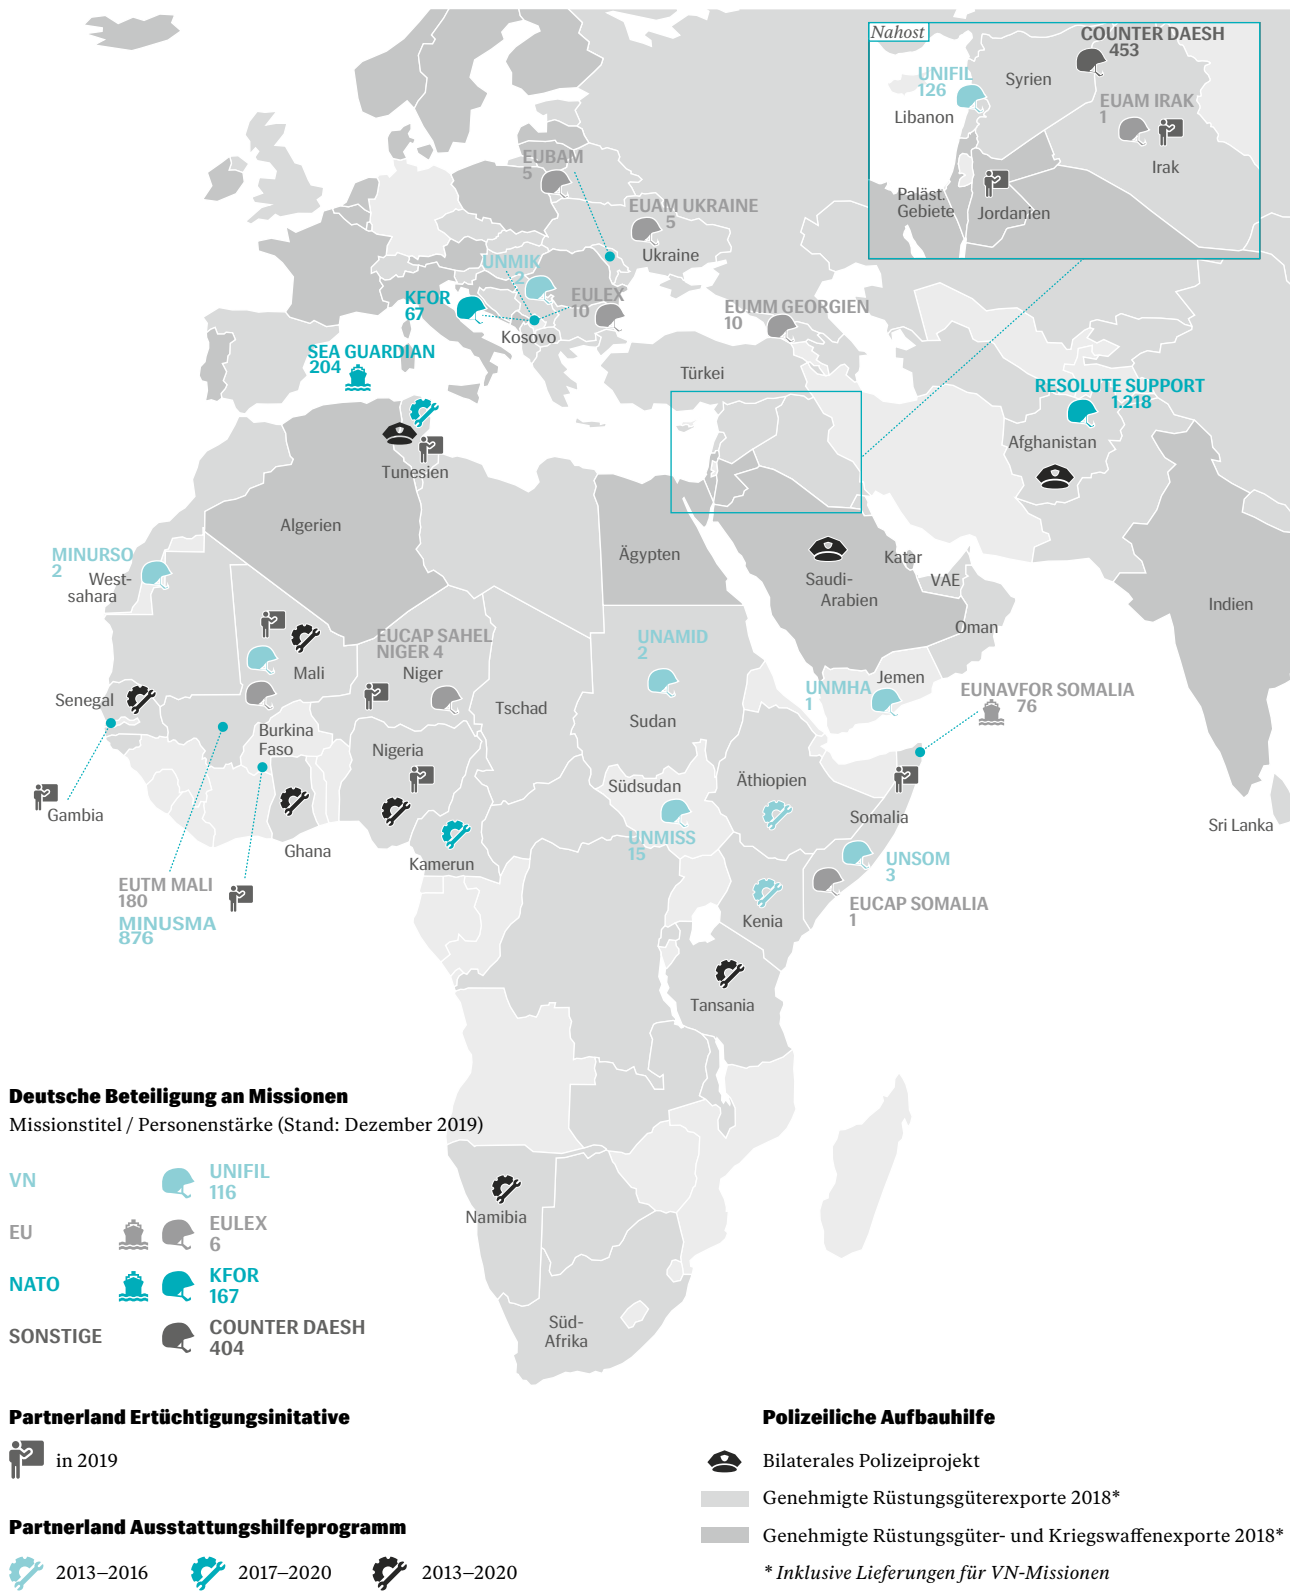 Nahost
COUNTER DAESH
453
UNIFIL
126
Syrien
Libanon
EUAM IRAK
1
Irak
Paläst.
Gebiete
Jordanien
EUBAM
5
EUAM UKRAINE
5
Ukraine
UNMIK
2
KFOR
67
EULEX
10
Kosovo
EUMM GEORGIEN
10
SEA GUARDIAN
204
Türkei
RESOLUTE SUPPORT
1.218
Afghanistan
Tunesien
Algerien
Ägypten
Katar
Saudi-
Arabien
VAE
Oman
Indien
MINURSO
2
West-
sahara
EUCAP SAHEL
NIGER 4
Niger
Mali
UNAMID
2
Sudan
Jemen
UNMHA
1
EUNAVFOR SOMALIA
76
Senegal
Tschad
Burkina
Faso
Nigeria
Südsudan
Äthiopien
Gambia
Somalia
Sri Lanka
Ghana
Kamerun
UNMISS
15
UNSOM
3
EUTM MALI
180
MINUSMA
876
EUCAP SOMALIA
1
Kenia
Tansania
Namibia
Süd-
Afrika
Deutsche Beteiligung an Missionen
Missionstitel / Personenstärke (Stand: Dezember 2019)
VN
UNIFIL
116
EU
EULEX
6
NATO
KFOR
167
SONSTIGE
COUNTER DAESH
404
Partnerland Ertüchtigungsinitative
in 2019
Partnerland Ausstattungshilfeprogramm
2013–2016
2017–2020
2013–2020
Polizeiliche Aufbauhilfe
Bilaterales Polizeiprojekt
Genehmigte Rüstungsgüterexporte 2018*
Genehmigte Rüstungsgüter- und Kriegswaffenexporte 2018*
* Inklusive Lieferungen für VN-Missionen